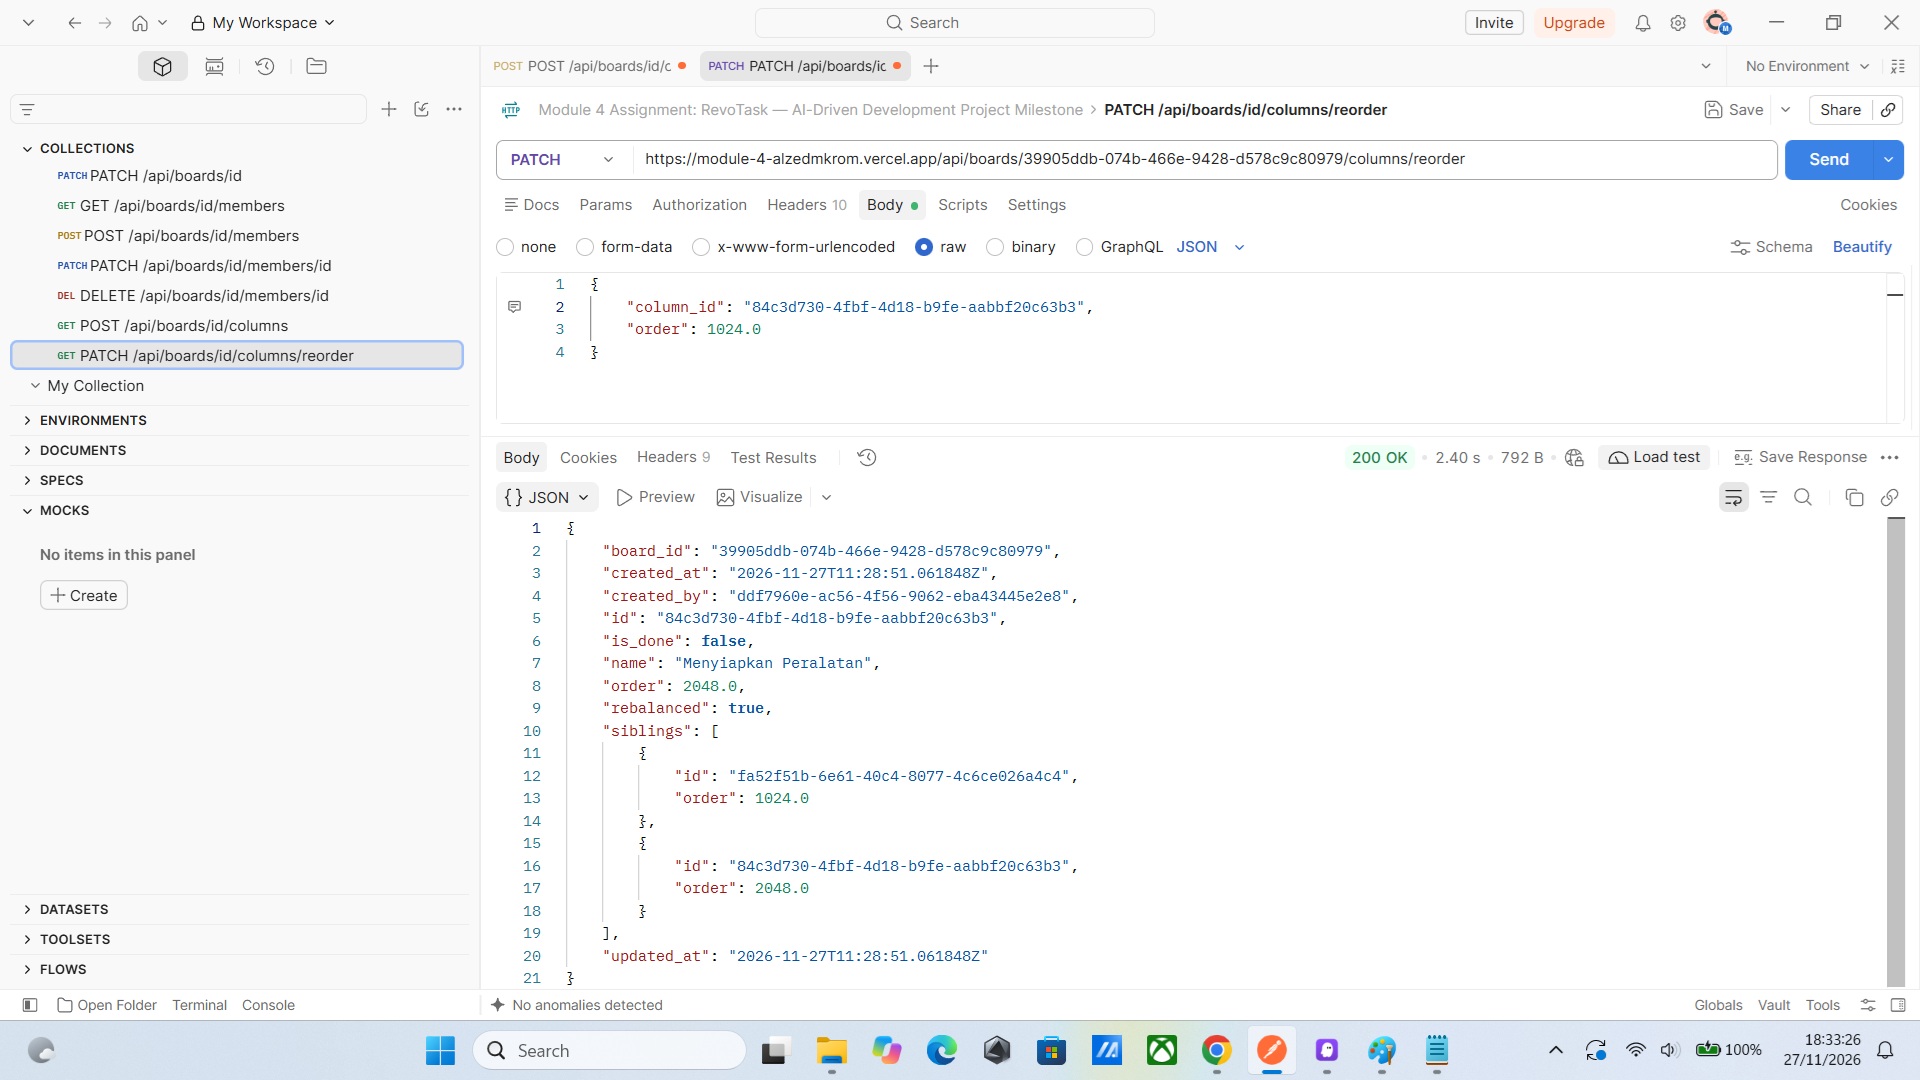 My Workspace
Search
Invite
Upgrade
POST POST /api/boards/id/c
PATCH PATCH /api/boards/ic
No Environment
HTTP Module 4 Assignment: RevoTask — AI-Driven Development Project Milestone > PATCH /api/boards/id/columns/reorder
Save
Share
COLLECTIONS
PATCH PATCH /api/boards/id
GET GET /api/boards/id/members
POST POST /api/boards/id/members
PATCH PATCH /api/boards/id/members/id
DEL DELETE /api/boards/id/members/id
GET POST /api/boards/id/columns
GET PATCH /api/boards/id/columns/reorder
My Collection
ENVIRONMENTS
DOCUMENTS
SPECS
MOCKS
No items in this panel
+ Create
DATASETS
TOOLSETS
FLOWS
PATCH https://module-4-alzedmkrom.vercel.app/api/boards/39905ddb-074b-466e-9428-d578c9c80979/columns/reorder
Send
Docs Params Authorization Headers 10 Body Scripts Settings Cookies
none form-data x-www-form-urlencoded raw binary GraphQL JSON Schema Beautify
1 {
2 "column_id": "84c3d730-4fbf-4d18-b9fe-aabbf20c63b3",
3 "order": 1024.0
4 }
Body Cookies Headers 9 Test Results 200 OK • 2.40 s • 792 B • Load test e.g. Save Response
{} JSON Preview Visualize
1 {
2 "board_id": "39905ddb-074b-466e-9428-d578c9c80979",
3 "created_at": "2026-11-27T11:28:51.061848Z",
4 "created_by": "ddf7960e-ac56-4f56-9062-eba43445e2e8",
5 "id": "84c3d730-4fbf-4d18-b9fe-aabbf20c63b3",
6 "is_done": false,
7 "name": "Menyiapkan Peralatan",
8 "order": 2048.0,
9 "rebalanced": true,
10 "siblings": [
11 {
12 "id": "fa52f51b-6e61-40c4-8077-4c6ce026a4c4",
13 "order": 1024.0
14 },
15 {
16 "id": "84c3d730-4fbf-4d18-b9fe-aabbf20c63b3",
17 "order": 2048.0
18 }
19 ],
20 "updated_at": "2026-11-27T11:28:51.061848Z"
21 }
Open Folder Terminal Console
No anomalies detected
Globals Vault Tools
Search
100%
18:33:26
27/11/2026